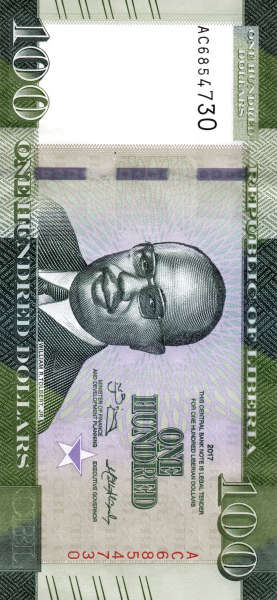 REPUBLIC OF LIBERIA
ONE HUNDRED
DOLLARS
AC6854730
100
2017
THIS CENTRAL BANK NOTE IS LEGAL TENDER
FOR ONE HUNDRED LIBERIAN DOLLARS
ONE
HUNDRED
MINISTER OF FINANCE
AND DEVELOPMENT PLANNING
EXECUTIVE GOVERNOR
AC6854730
WILLIAM R. TOLBERT, JR.
100
ONE HUNDRED DOLLARS